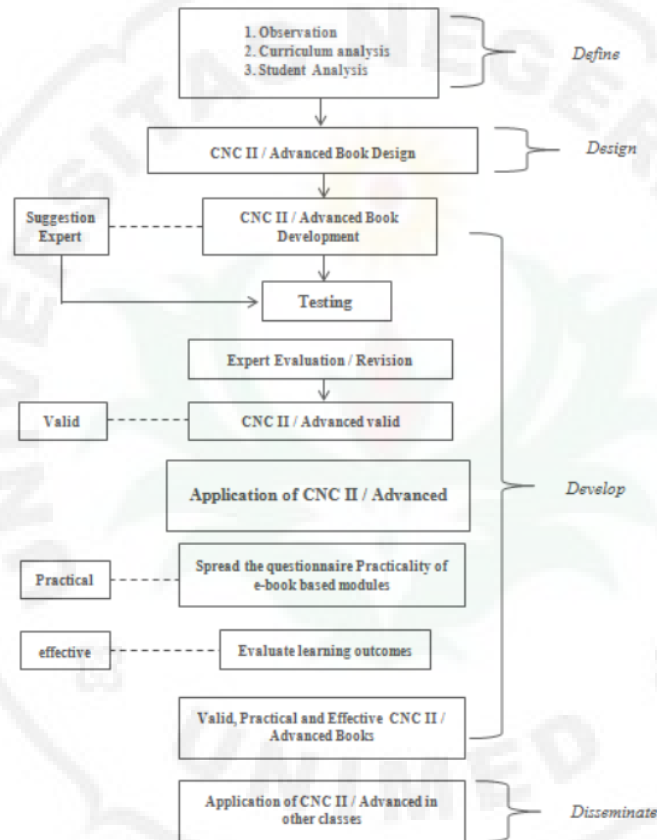 1. Observation
2. Curriculum analysis
3. Student Analysis
Define
CNC II / Advanced Book Design
Design
Suggestion
Expert
CNC II / Advanced Book
Development
Testing
Expert Evaluation / Revision
Valid
CNC II / Advanced valid
Application of CNC II / Advanced
Develop
Practical
Spread the questionnaire Practicality of
e-book based modules
effective
Evaluate learning outcomes
Valid, Practical and Effective CNC II /
Advanced Books
Application of CNC II / Advanced in
other classes
Disseminate
UNIVERSITAS NEGERI
UNIMED